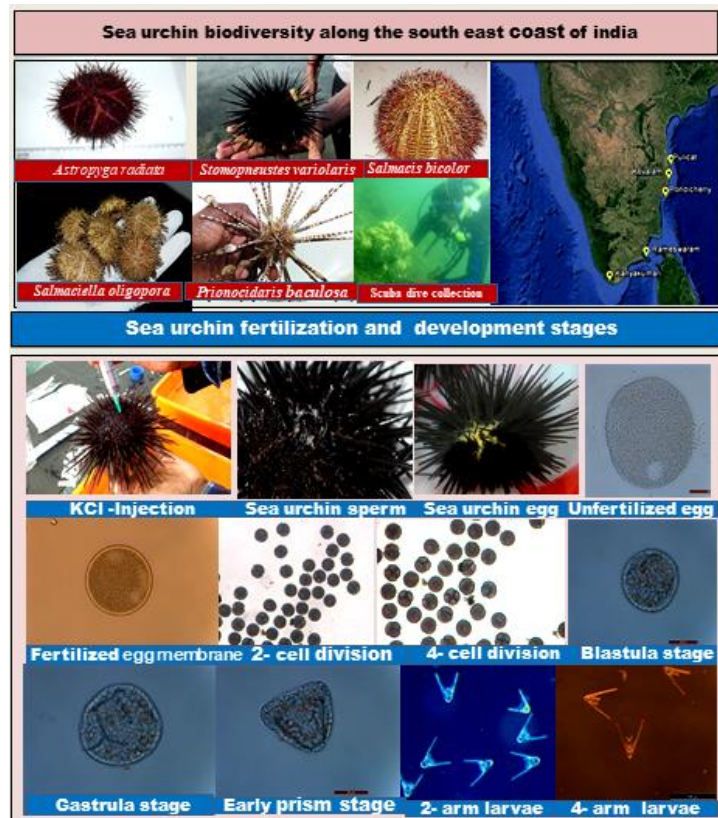 Sea urchin biodiversity along the south east coast of india
Astropyga radiata
Stomopneustes variolaris
Salmacis bicolor
Pulicat
Kovalam
Pondicherry
Rameswaram
Kanyakumari
Salmaciella oligopora
Prionocidaris baculosa
Scuba dive collection
Sea urchin fertilization and development stages
KCl -Injection
Sea urchin sperm
Sea urchin egg
Unfertilized egg
Fertilized egg membrane
2- cell division
4- cell division
Blastula stage
Gastrula stage
Early prism stage
2- arm larvae
4- arm larvae